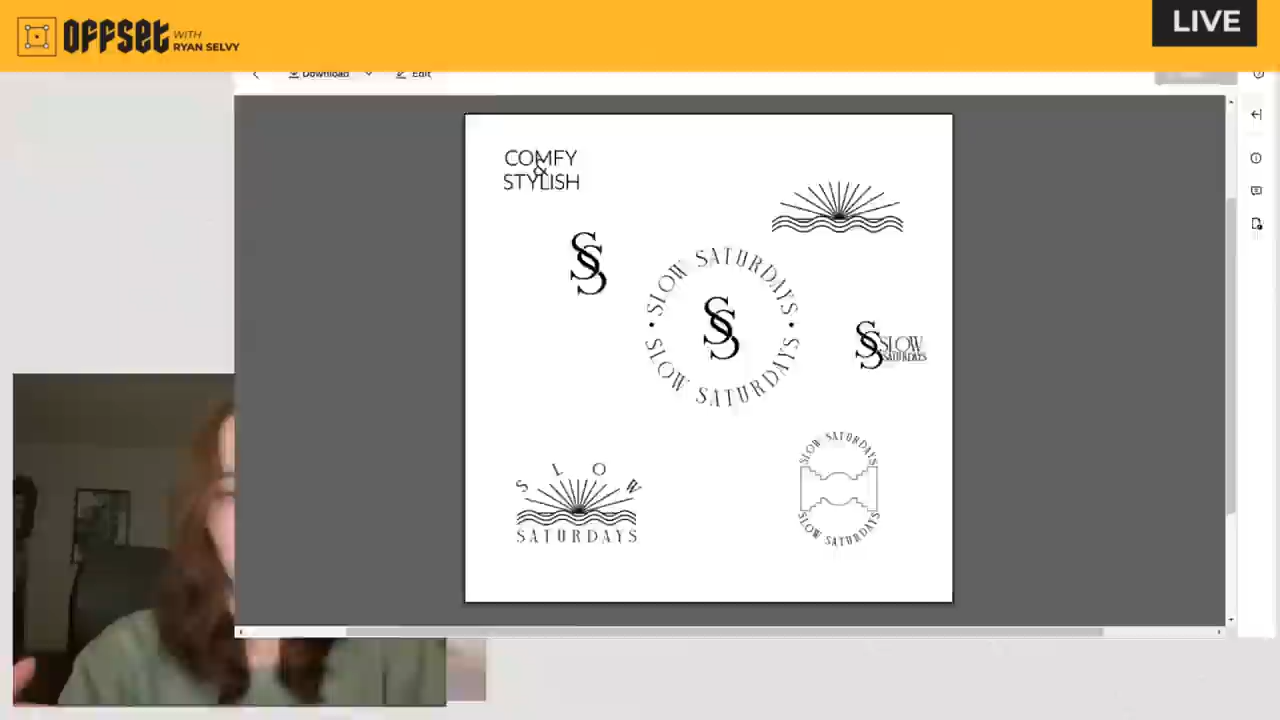 OFFSET
WITH
RYAN SELVY
LIVE
Download
Edit
COMFY
&
STYLISH
SS
SLOW SATURDAYS
SS
SLOW SATURDAYS
SS SLOW
SATURDAYS
SLOW
SATURDAYS
SLOW SATURDAYS
SLOW SATURDAYS